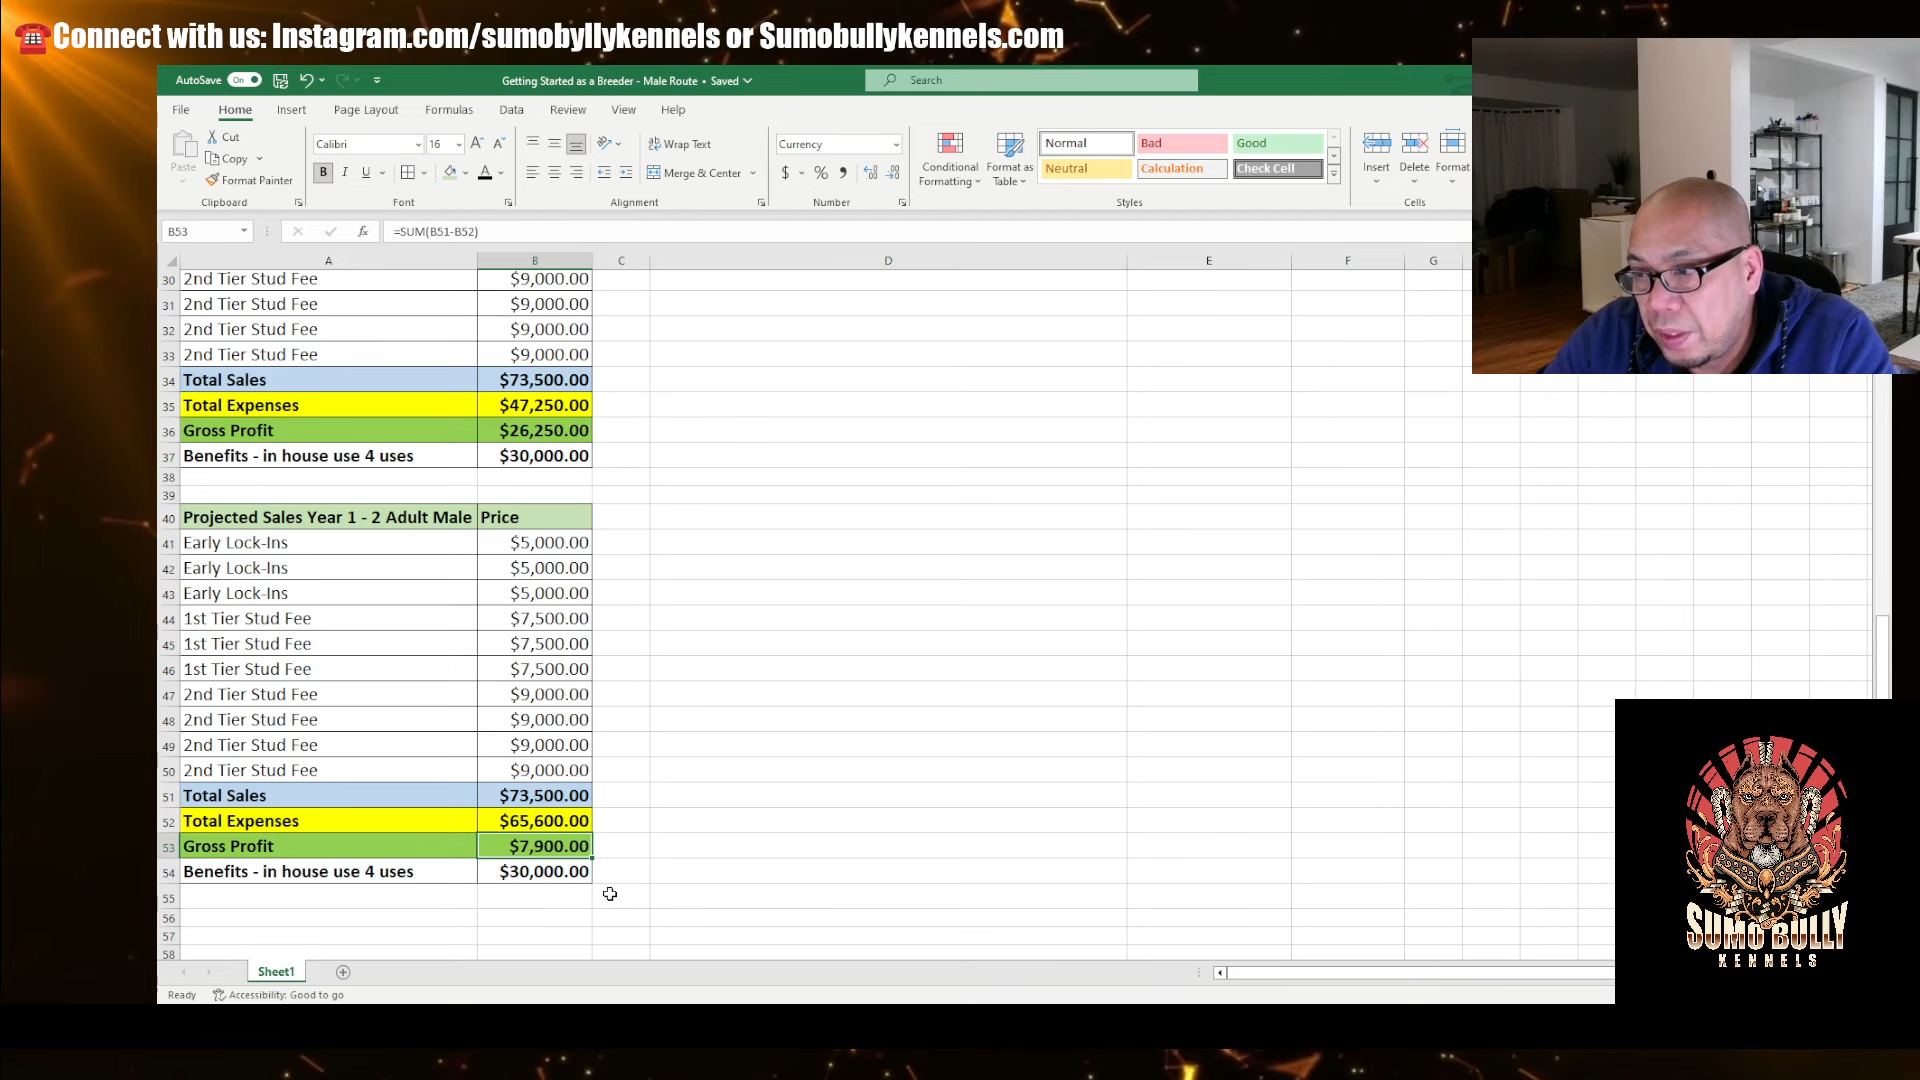 ☎️Connect with us: Instagram.com/sumobyllykennels or Sumobullykennels.com
AutoSave On Getting Started as a Breeder - Male Route • Saved Search
File Home Insert Page Layout Formulas Data Review View Help
Paste Cut Copy Format Painter Clipboard
Calibri 16 A A B I U A Font
Wrap Text Merge & Center Alignment
Currency $ % , Number
Conditional Formatting Format as Table Normal Bad Good Neutral Calculation Check Cell Styles
Insert Delete Format Cells
B53 fx =SUM(B51-B52)
A B C D E F G
30 2nd Tier Stud Fee $9,000.00
31 2nd Tier Stud Fee $9,000.00
32 2nd Tier Stud Fee $9,000.00
33 2nd Tier Stud Fee $9,000.00
34 Total Sales $73,500.00
35 Total Expenses $47,250.00
36 Gross Profit $26,250.00
37 Benefits - in house use 4 uses $30,000.00
38
39
40 Projected Sales Year 1 - 2 Adult Male Price
41 Early Lock-Ins $5,000.00
42 Early Lock-Ins $5,000.00
43 Early Lock-Ins $5,000.00
44 1st Tier Stud Fee $7,500.00
45 1st Tier Stud Fee $7,500.00
46 1st Tier Stud Fee $7,500.00
47 2nd Tier Stud Fee $9,000.00
48 2nd Tier Stud Fee $9,000.00
49 2nd Tier Stud Fee $9,000.00
50 2nd Tier Stud Fee $9,000.00
51 Total Sales $73,500.00
52 Total Expenses $65,600.00
53 Gross Profit $7,900.00
54 Benefits - in house use 4 uses $30,000.00
55
56
57
58
Sheet1
Ready Accessibility: Good to go
SUMO BULLY
KENNELS